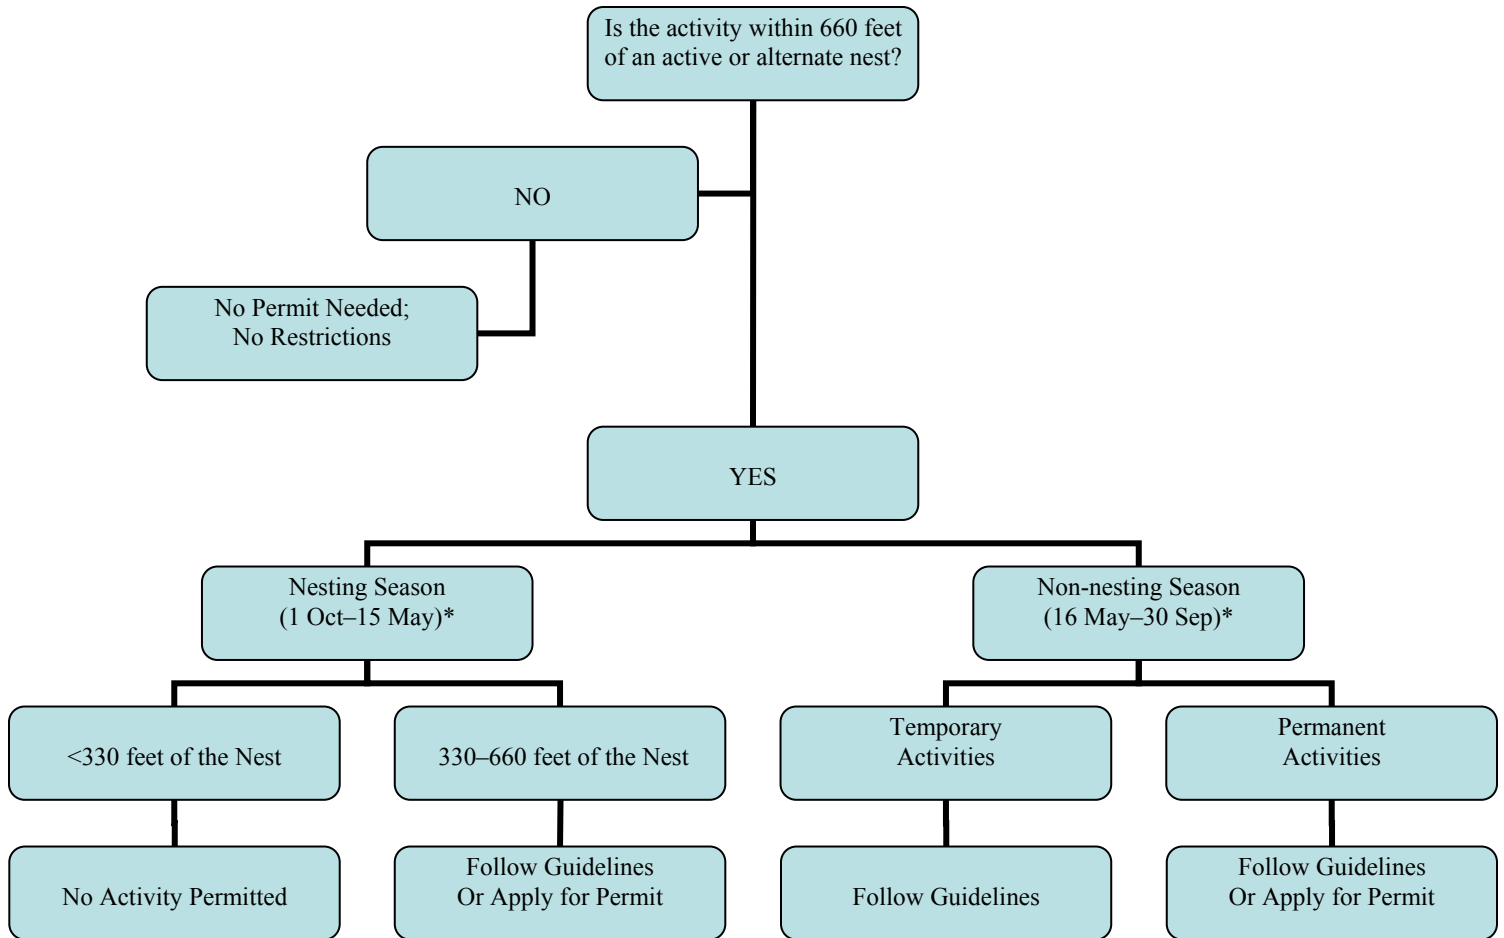 Is the activity within 660 feet
of an active or alternate nest?
NO
No Permit Needed;
No Restrictions
YES
Nesting Season
(1 Oct–15 May)*
Non-nesting Season
(16 May–30 Sep)*
<330 feet of the Nest
330–660 feet of the Nest
Temporary
Activities
Permanent
Activities
No Activity Permitted
Follow Guidelines
Or Apply for Permit
Follow Guidelines
Follow Guidelines
Or Apply for Permit